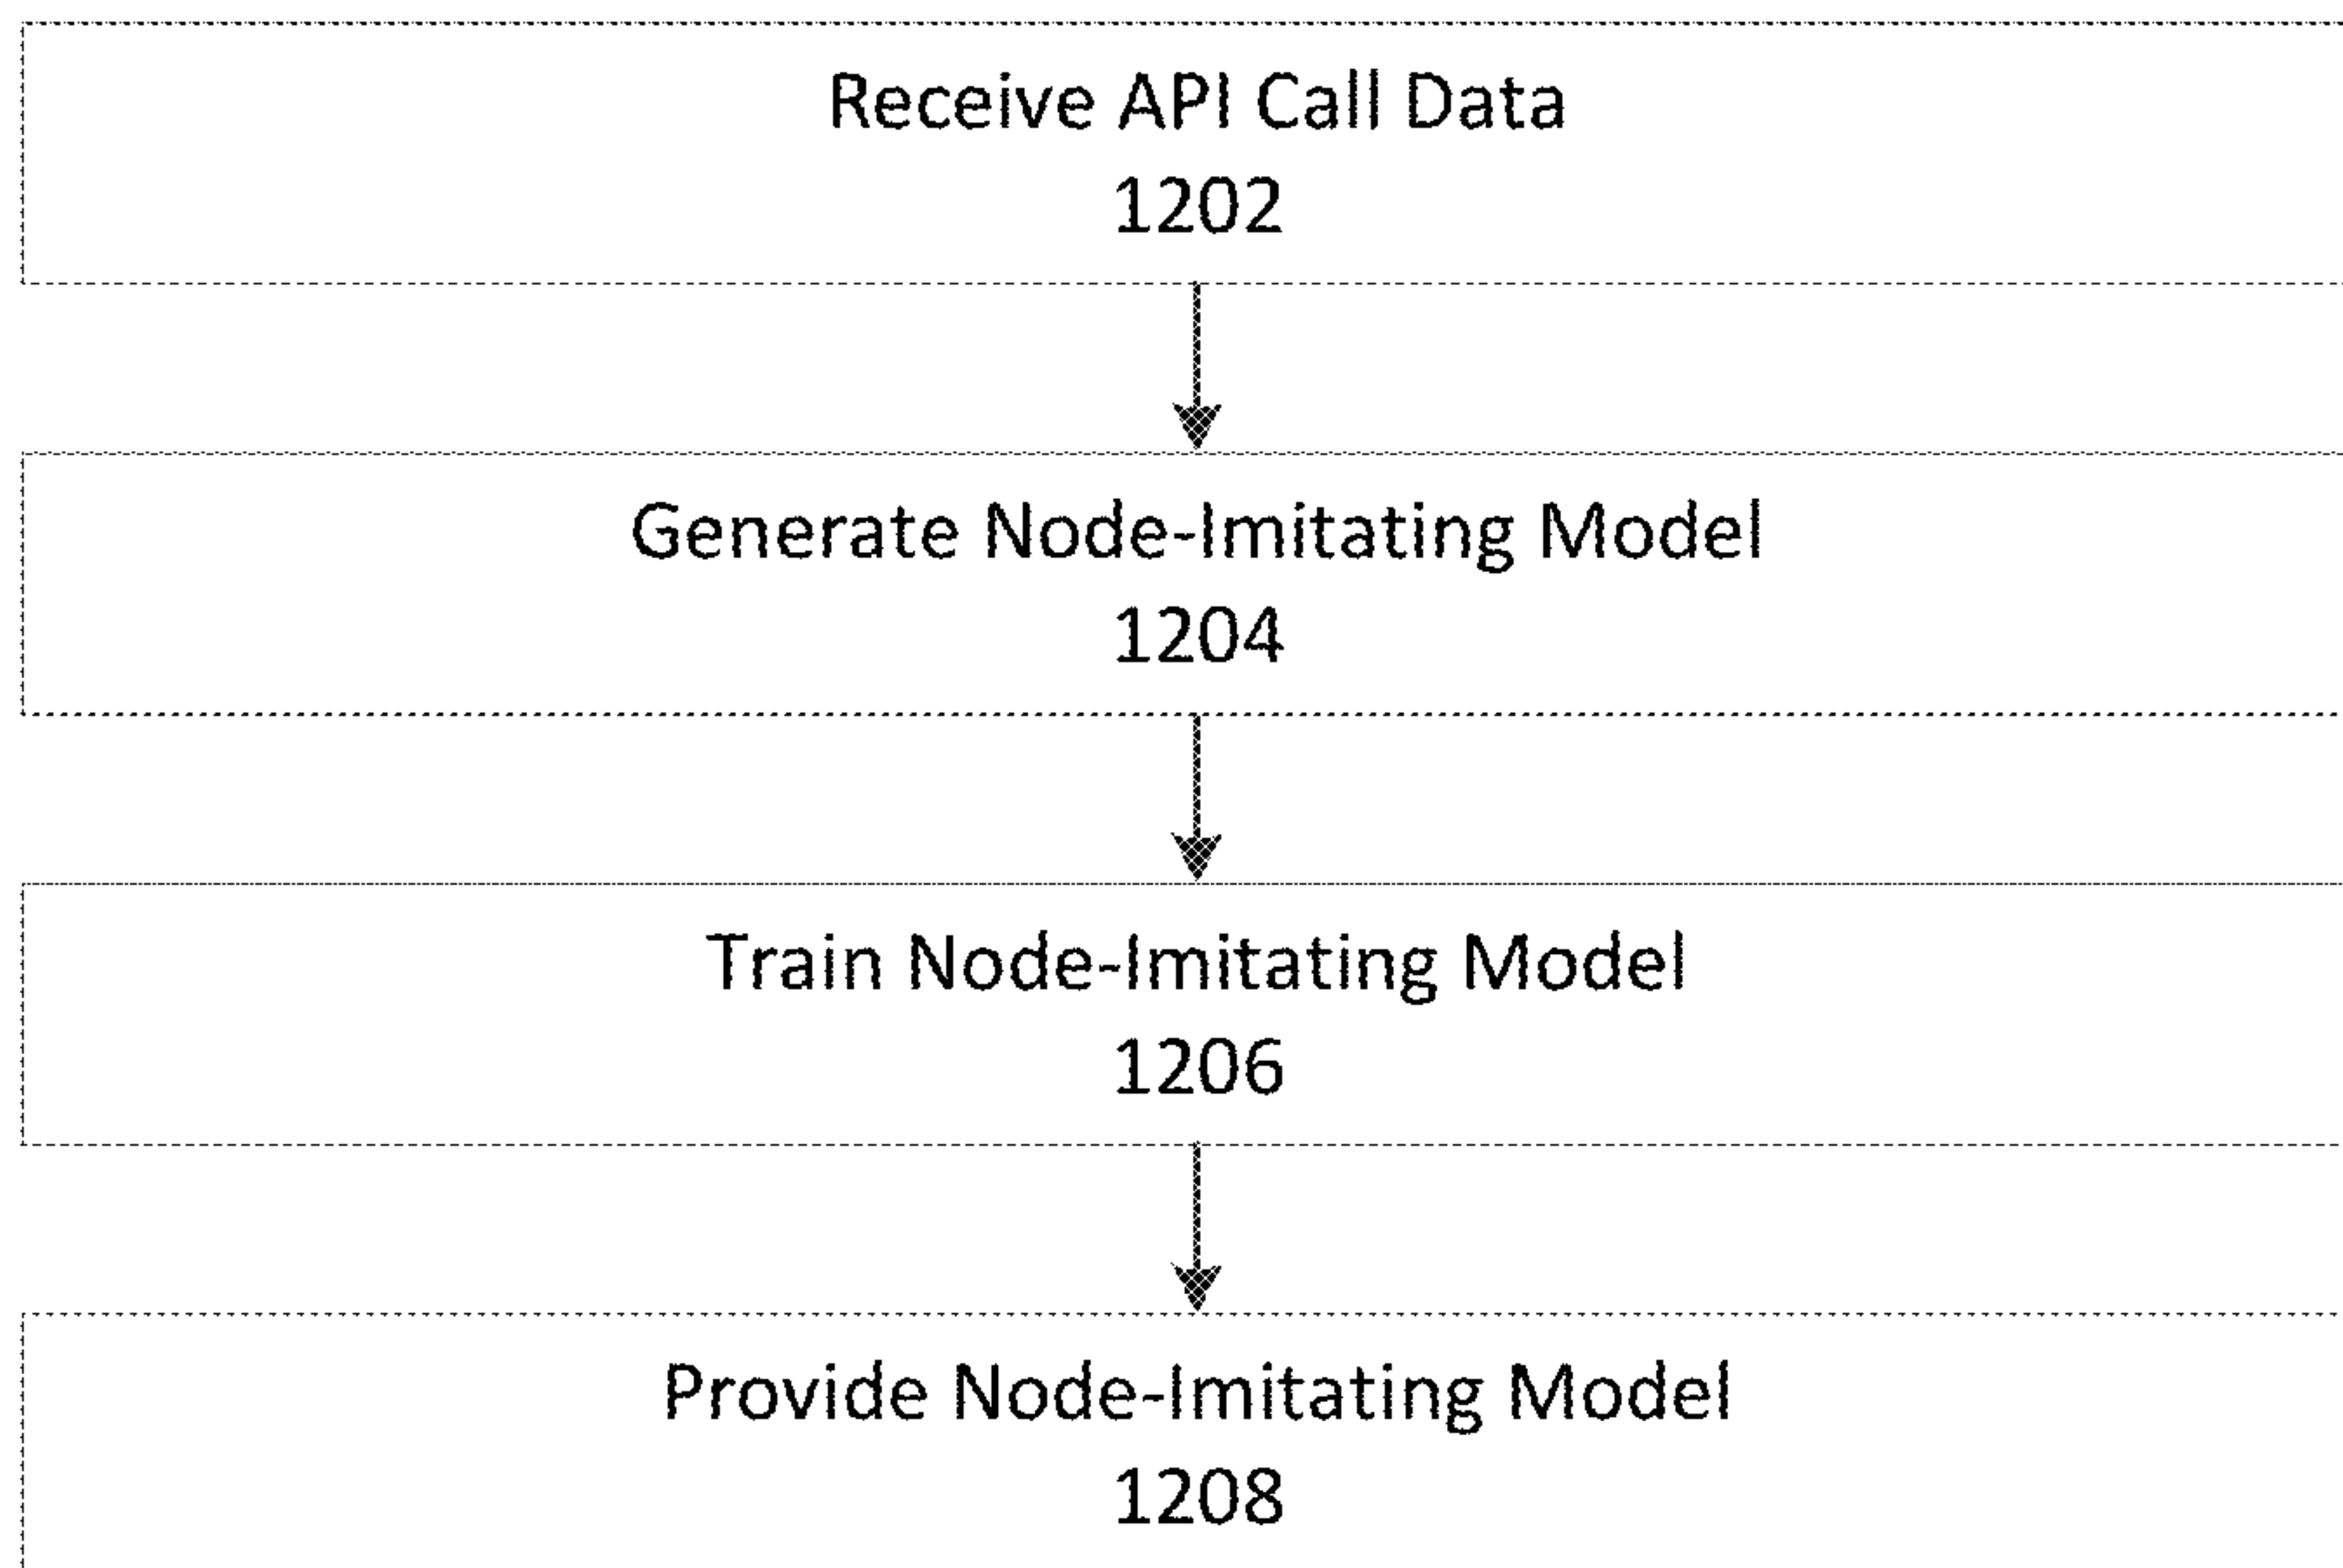 Receive API Call Data
1202
Generate Node-Imitating Model
1204
Train Node-Imitating Model
1206
Provide Node-Imitating Model
1208